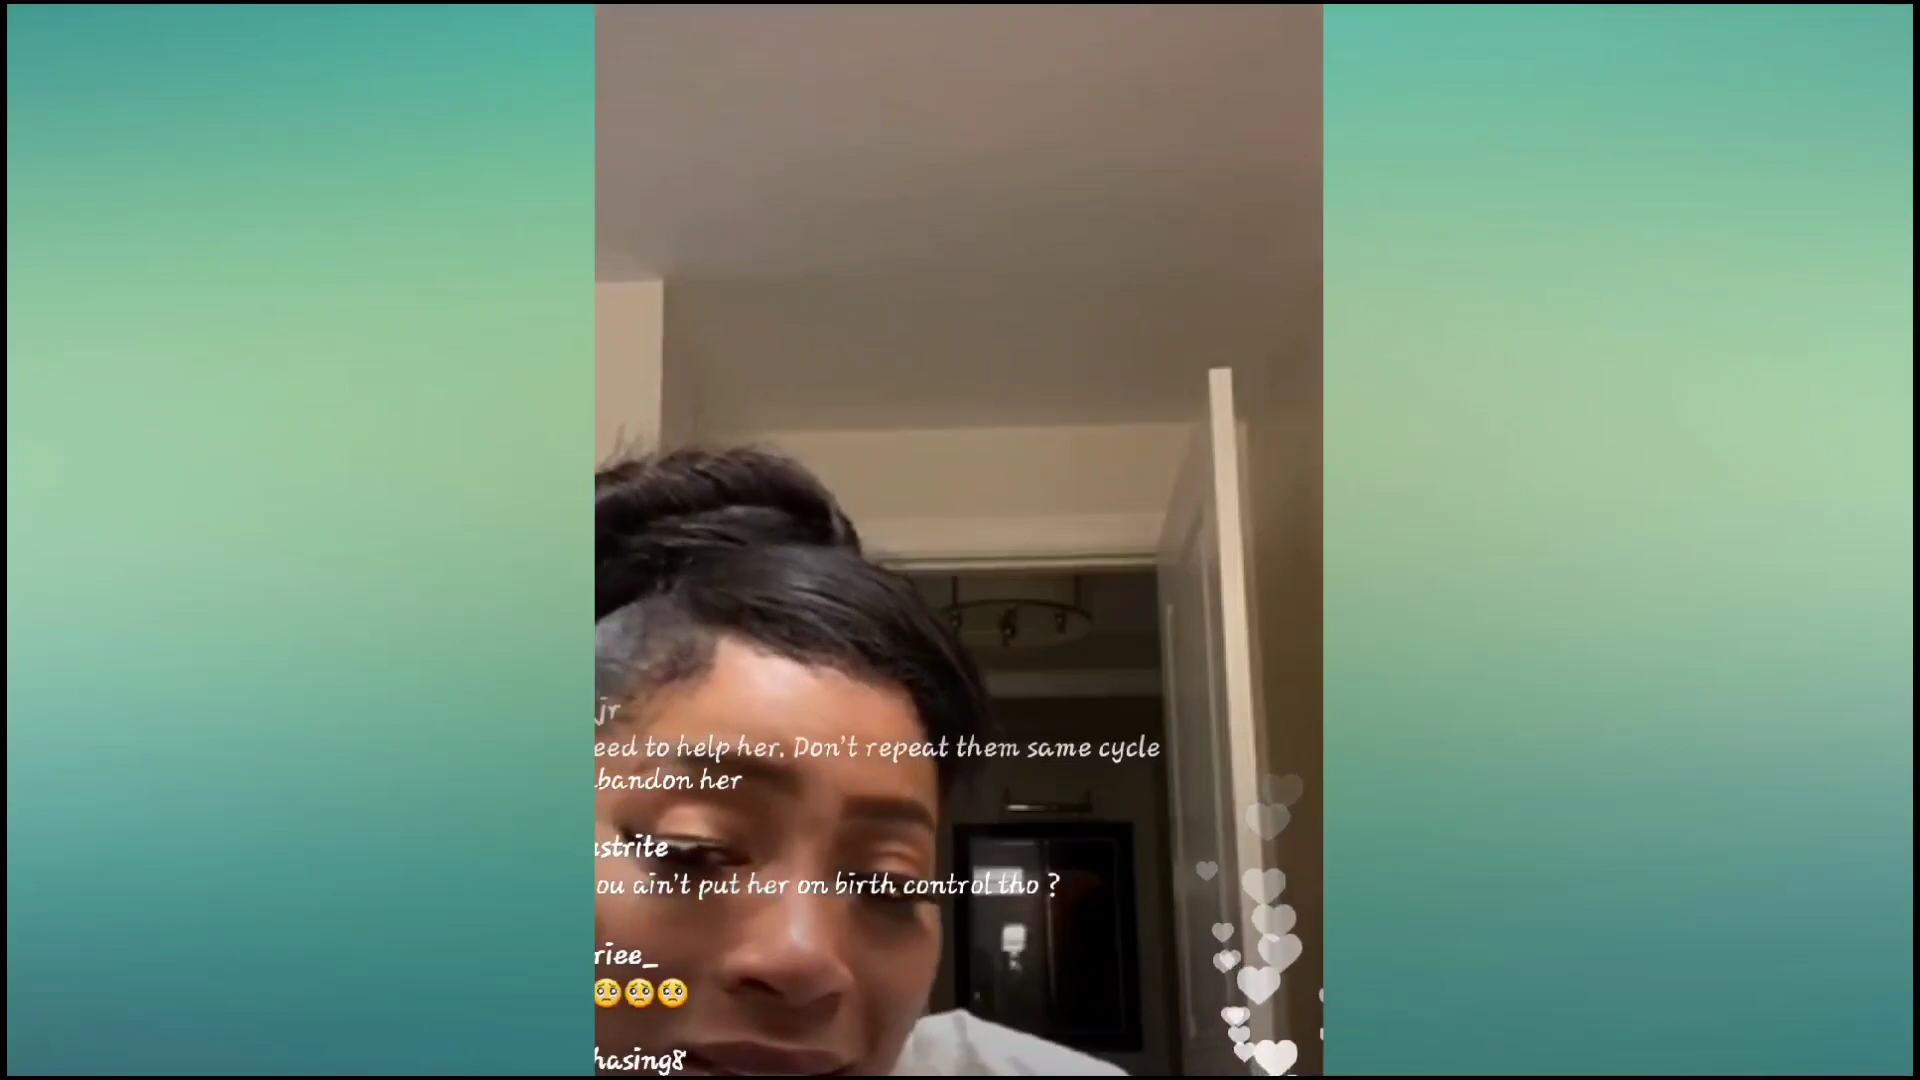 jr
eed to help her. Don't repeat them same cycle
bandon her
strite
ou ain't put her on birth control tho ?
riee_
🥺🥺🥺
hasing8